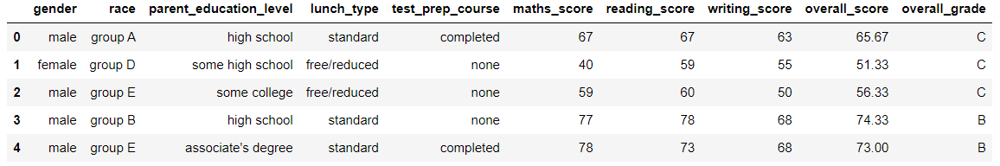 gender race parent_education_level lunch_type test_prep_course maths_score reading_score writing_score overall_score overall_grade
0 male group A high school standard completed 67 67 63 65.67 C
1 female group D some high school free/reduced none 40 59 55 51.33 C
2 male group E some college free/reduced none 59 60 50 56.33 C
3 male group B high school standard none 77 78 68 74.33 B
4 male group E associate's degree standard completed 78 73 68 73.00 B